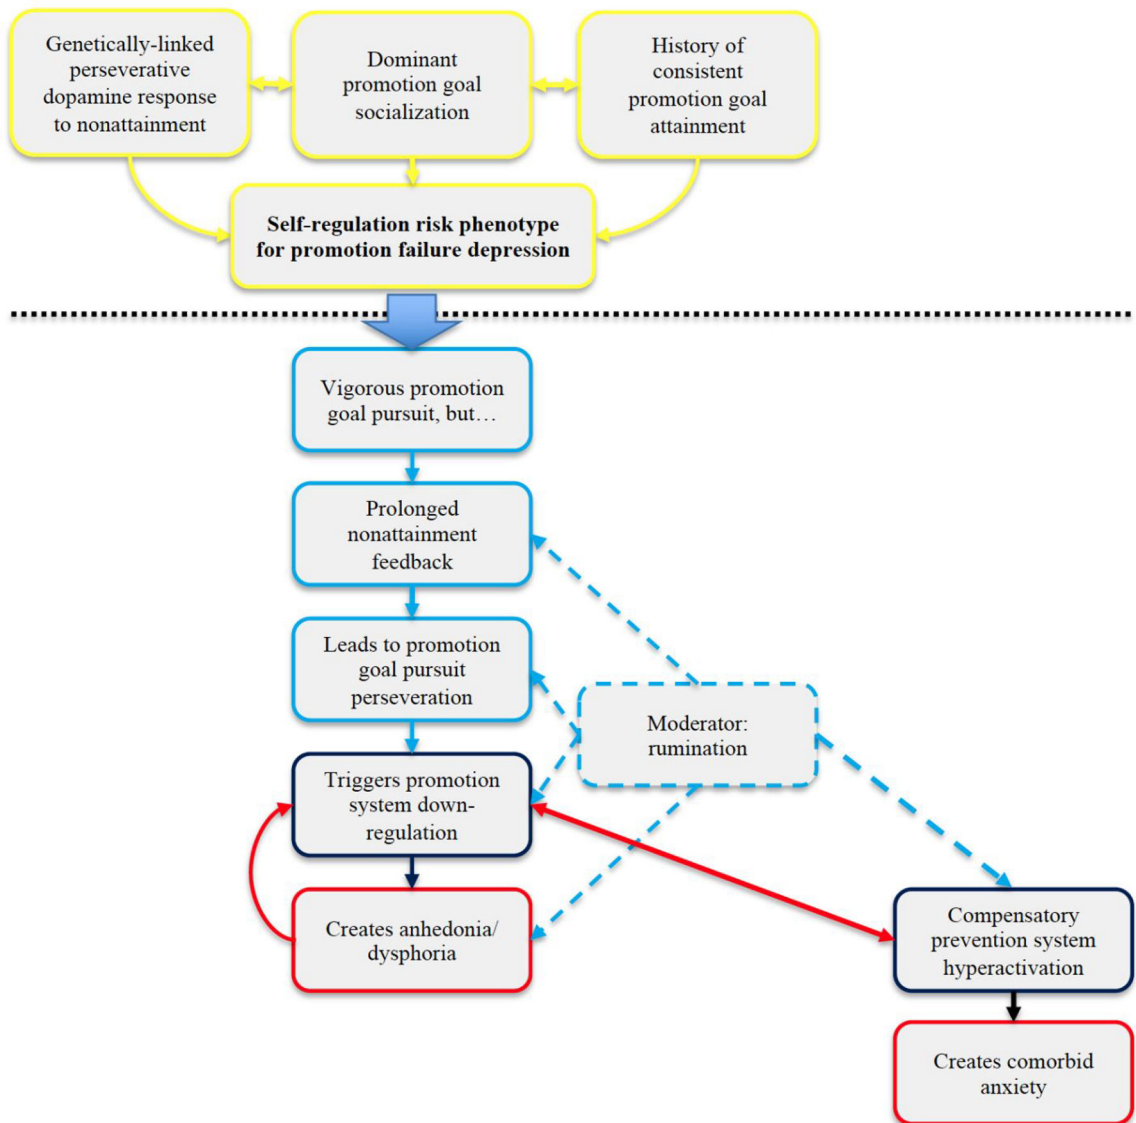 Genetically-linked
perseverative
dopamine response
to nonattainment
Dominant
promotion goal
socialization
History of
consistent
promotion goal
attainment
Self-regulation risk phenotype
for promotion failure depression
Vigorous promotion
goal pursuit, but…
Prolonged
nonattainment
feedback
Leads to promotion
goal pursuit
perseveration
Moderator:
rumination
Triggers promotion
system down-
regulation
Creates anhedonia/
dysphoria
Compensatory
prevention system
hyperactivation
Creates comorbid
anxiety